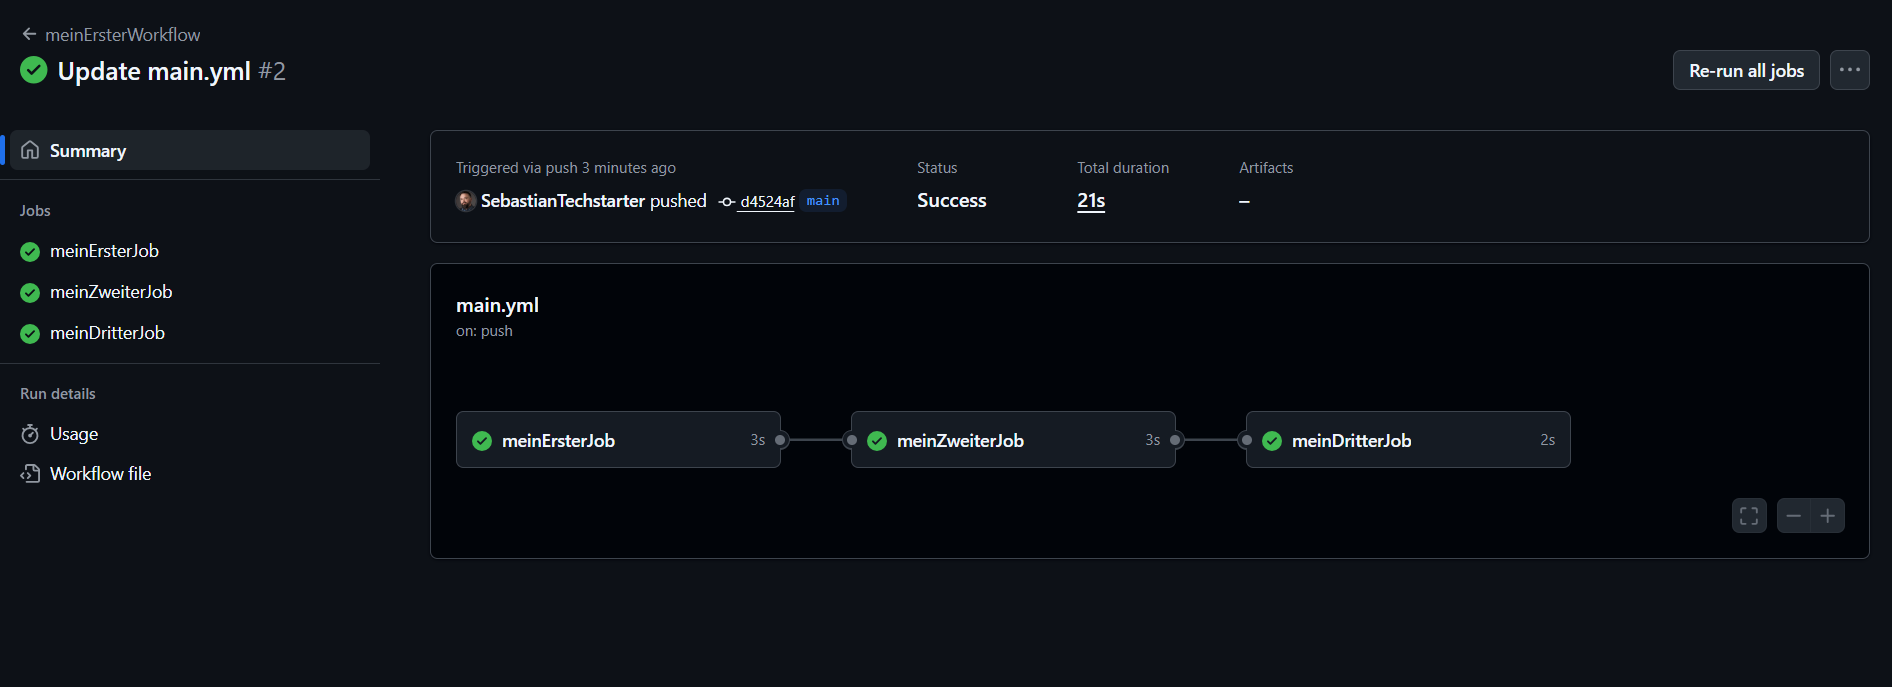 meinErsterWorkflow
Update main.yml #2
Re-run all jobs
Summary
Jobs
meinErsterJob
meinZweiterJob
meinDritterJob
Run details
Usage
Workflow file
Triggered via push 3 minutes ago
SebastianTechstarter pushed d4524af main
Status
Success
Total duration
21s
Artifacts
–
main.yml
on: push
meinErsterJob 3s
meinZweiterJob 3s
meinDritterJob 2s